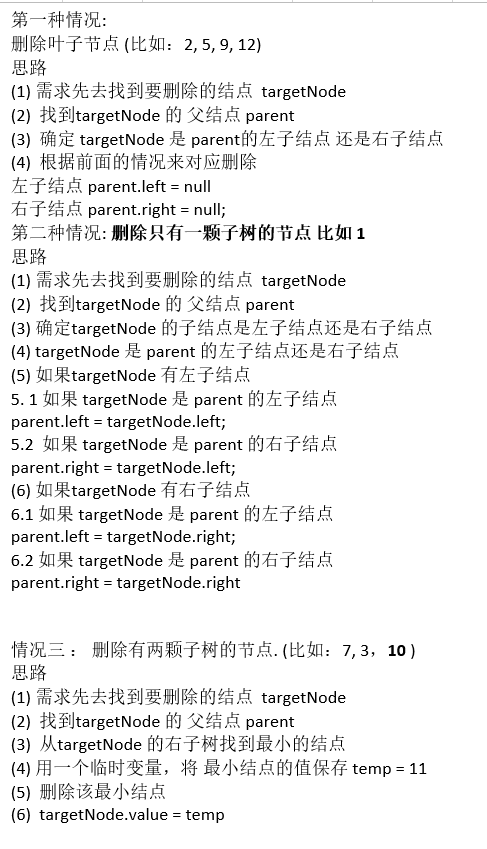 第一种情况:
删除叶子节点 (比如：2, 5, 9, 12)
思路
(1) 需求先去找到要删除的结点 targetNode
(2) 找到targetNode 的 父结点 parent
(3) 确定 targetNode 是 parent的左子结点 还是右子结点
(4) 根据前面的情况来对应删除
左子结点 parent.left = null
右子结点 parent.right = null;
第二种情况: 删除只有一颗子树的节点 比如 1
思路
(1) 需求先去找到要删除的结点 targetNode
(2) 找到targetNode 的 父结点 parent
(3) 确定targetNode 的子结点是左子结点还是右子结点
(4) targetNode 是 parent 的左子结点还是右子结点
(5) 如果targetNode 有左子结点
5. 1 如果 targetNode 是 parent 的左子结点
parent.left = targetNode.left;
5.2 如果 targetNode 是 parent 的右子结点
parent.right = targetNode.left;
(6) 如果targetNode 有右子结点
6.1 如果 targetNode 是 parent 的左子结点
parent.left = targetNode.right;
6.2 如果 targetNode 是 parent 的右子结点
parent.right = targetNode.right
情况三 ： 删除有两颗子树的节点. (比如：7, 3，10 )
思路
(1) 需求先去找到要删除的结点 targetNode
(2) 找到targetNode 的 父结点 parent
(3) 从targetNode 的右子树找到最小的结点
(4) 用一个临时变量，将 最小结点的值保存 temp = 11
(5) 删除该最小结点
(6) targetNode.value = temp